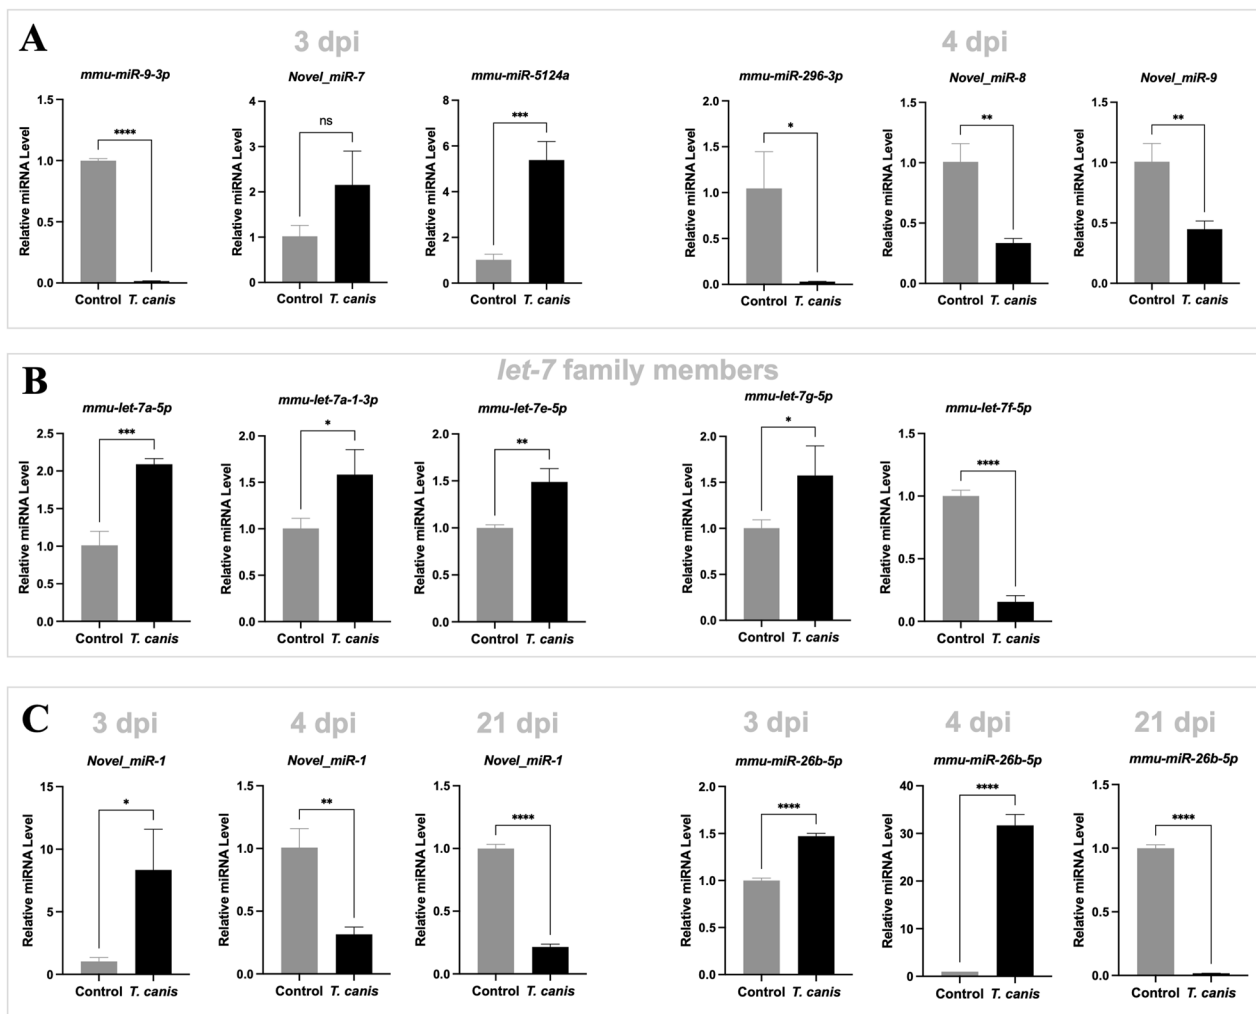 A
3 dpi
4 dpi
mmu-miR-9-3p
Relative miRNA Level
1.5
1.0
0.5
0.0
****
Control T. canis
Novel_miR-7
Relative miRNA Level
4
3
2
1
0
ns
Control T. canis
mmu-miR-5124a
Relative miRNA Level
8
6
4
2
0
***
Control T. canis
mmu-miR-296-3p
Relative miRNA Level
2.0
1.5
1.0
0.5
0.0
*
Control T. canis
Novel_miR-8
Relative miRNA Level
1.5
1.0
0.5
0.0
**
Control T. canis
Novel_miR-9
Relative miRNA Level
1.5
1.0
0.5
0.0
**
Control T. canis
B
let-7 family members
mmu-let-7a-5p
Relative miRNA Level
2.5
2.0
1.5
1.0
0.5
0.0
***
Control T. canis
mmu-let-7a-1-3p
Relative miRNA Level
2.0
1.5
1.0
0.5
0.0
*
Control T. canis
mmu-let-7e-5p
Relative miRNA Level
2.0
1.5
1.0
0.5
0.0
**
Control T. canis
mmu-let-7g-5p
Relative miRNA Level
2.0
1.5
1.0
0.5
0.0
*
Control T. canis
mmu-let-7f-5p
Relative miRNA Level
1.5
1.0
0.5
0.0
****
Control T. canis
C
3 dpi
Novel_miR-1
Relative miRNA Level
15
10
5
0
*
Control T. canis
4 dpi
Novel_miR-1
Relative miRNA Level
1.5
1.0
0.5
0.0
**
Control T. canis
21 dpi
Novel_miR-1
Relative miRNA Level
1.5
1.0
0.5
0.0
****
Control T. canis
3 dpi
mmu-miR-26b-5p
Relative miRNA Level
2.0
1.5
1.0
0.5
0.0
****
Control T. canis
4 dpi
mmu-miR-26b-5p
Relative miRNA Level
40
30
20
10
0
****
Control T. canis
21 dpi
mmu-miR-26b-5p
Relative miRNA Level
1.5
1.0
0.5
0.0
****
Control T. canis